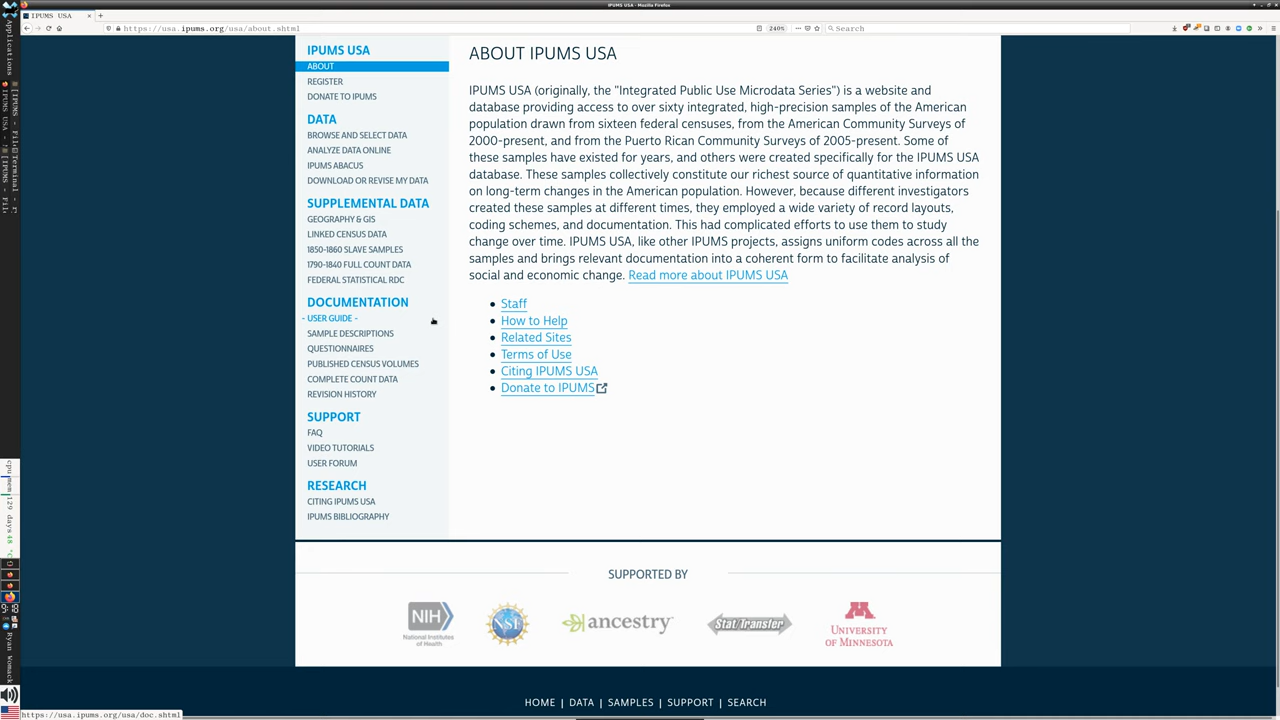 IPUMS USA - Mozilla Firefox
IPUMS USA
https://usa.ipums.org/usa/about.shtml
240%
Search
Applications
IPUMS USA
ABOUT
REGISTER
DONATE TO IPUMS
DATA
BROWSE AND SELECT DATA
ANALYZE DATA ONLINE
IPUMS ABACUS
DOWNLOAD OR REVISE MY DATA
SUPPLEMENTAL DATA
GEOGRAPHY & GIS
LINKED CENSUS DATA
1850-1860 SLAVE SAMPLES
1790-1840 FULL COUNT DATA
FEDERAL STATISTICAL RDC
DOCUMENTATION
- USER GUIDE -
SAMPLE DESCRIPTIONS
QUESTIONNAIRES
PUBLISHED CENSUS VOLUMES
COMPLETE COUNT DATA
REVISION HISTORY
SUPPORT
FAQ
VIDEO TUTORIALS
USER FORUM
RESEARCH
CITING IPUMS USA
IPUMS BIBLIOGRAPHY
ABOUT IPUMS USA
IPUMS USA (originally, the "Integrated Public Use Microdata Series") is a website and
database providing access to over sixty integrated, high-precision samples of the American
population drawn from sixteen federal censuses, from the American Community Surveys of
2000-present, and from the Puerto Rican Community Surveys of 2005-present. Some of
these samples have existed for years, and others were created specifically for the IPUMS USA
database. These samples collectively constitute our richest source of quantitative information
on long-term changes in the American population. However, because different investigators
created these samples at different times, they employed a wide variety of record layouts,
coding schemes, and documentation. This had complicated efforts to use them to study
change over time. IPUMS USA, like other IPUMS projects, assigns uniform codes across all the
samples and brings relevant documentation into a coherent form to facilitate analysis of
social and economic change. Read more about IPUMS USA
Staff
How to Help
Related Sites
Terms of Use
Citing IPUMS USA
Donate to IPUMS
SUPPORTED BY
NIH
National Institutes
of Health
NSF
ancestry
Stat/Transfer
UNIVERSITY
OF MINNESOTA
HOME | DATA | SAMPLES | SUPPORT | SEARCH
cpu mem 129 days
Ryan Womack
https://usa.ipums.org/usa/doc.shtml